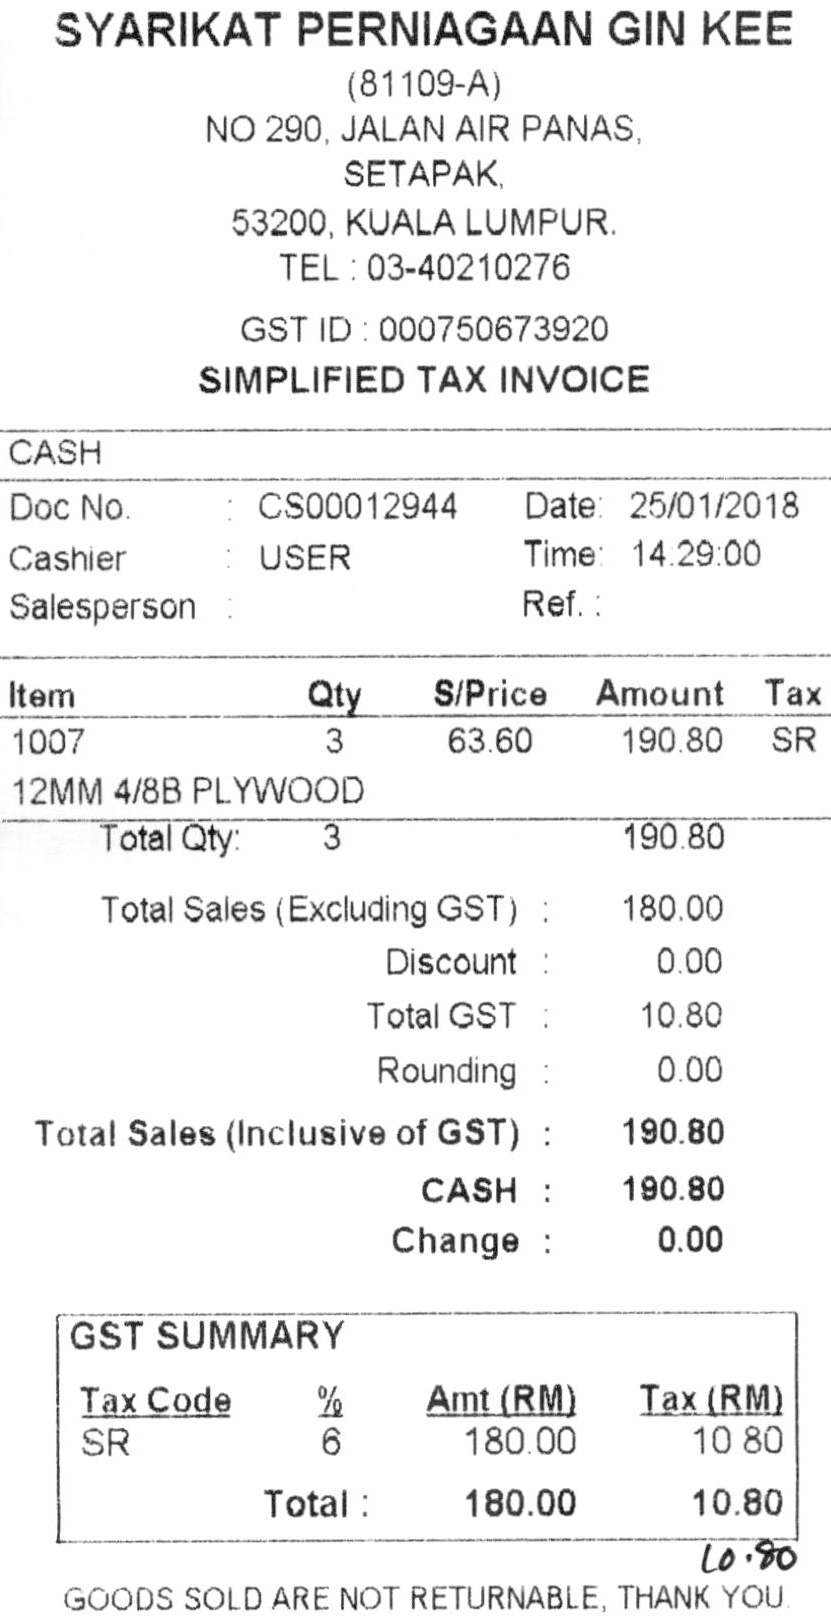 SYARIKAT PERNIAGAAN GIN KEE
(81109-A)
NO 290, JALAN AIR PANAS,
SETAPAK,
53200, KUALA LUMPUR.
TEL : 03-40210276
GST ID : 000750673920
SIMPLIFIED TAX INVOICE
CASH
Doc No. : CS00012944 Date: 25/01/2018
Cashier : USER Time: 14:29:00
Salesperson : Ref. :
Item Qty S/Price Amount Tax
1007 3 63.60 190.80 SR
12MM 4/8B PLYWOOD
Total Qty: 3 190.80
Total Sales (Excluding GST) : 180.00
Discount : 0.00
Total GST : 10.80
Rounding : 0.00
Total Sales (Inclusive of GST) : 190.80
CASH : 190.80
Change : 0.00
GST SUMMARY
Tax Code % Amt (RM) Tax (RM)
SR 6 180.00 10.80
Total : 180.00 10.80
10.80
GOODS SOLD ARE NOT RETURNABLE, THANK YOU.